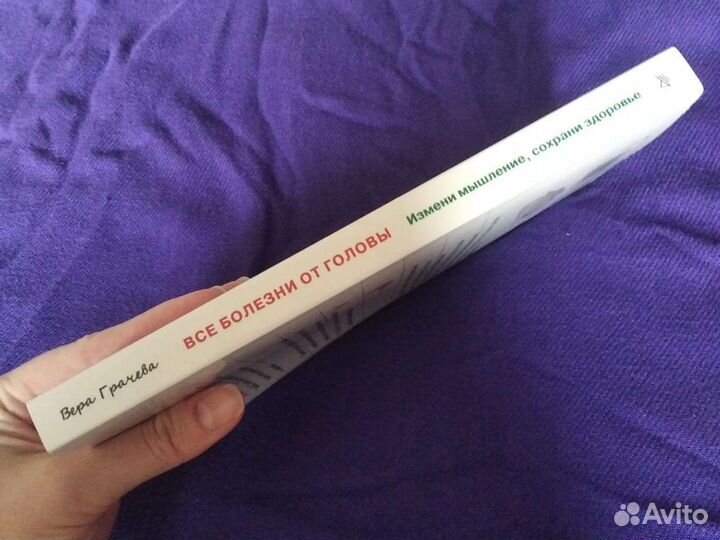 Вера Грачева
ВСЕ БОЛЕЗНИ ОТ ГОЛОВЫ
Измени мышление, сохрани здоровье
Avito